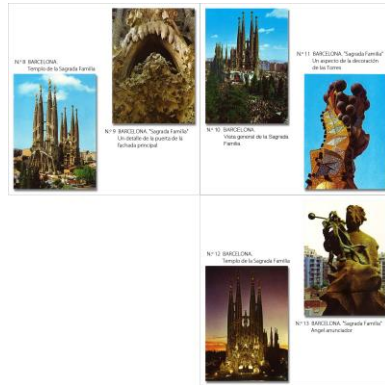 N.º 8 BARCELONA.
Templo de la Sagrada Familia
N.º 9 BARCELONA. "Sagrada Familia"
Un detalle de la puerta de la
fachada principal
N.º 10 BARCELONA.
Vista general de la Sagrada
Familia.
N.º 11 BARCELONA. "Sagrada Familia"
Un aspecto de la decoración
de las Torres
N.º 12 BARCELONA.
Templo de la Sagrada Familia
N.º 13 BARCELONA. "Sagrada Familia"
Angel anunciador.